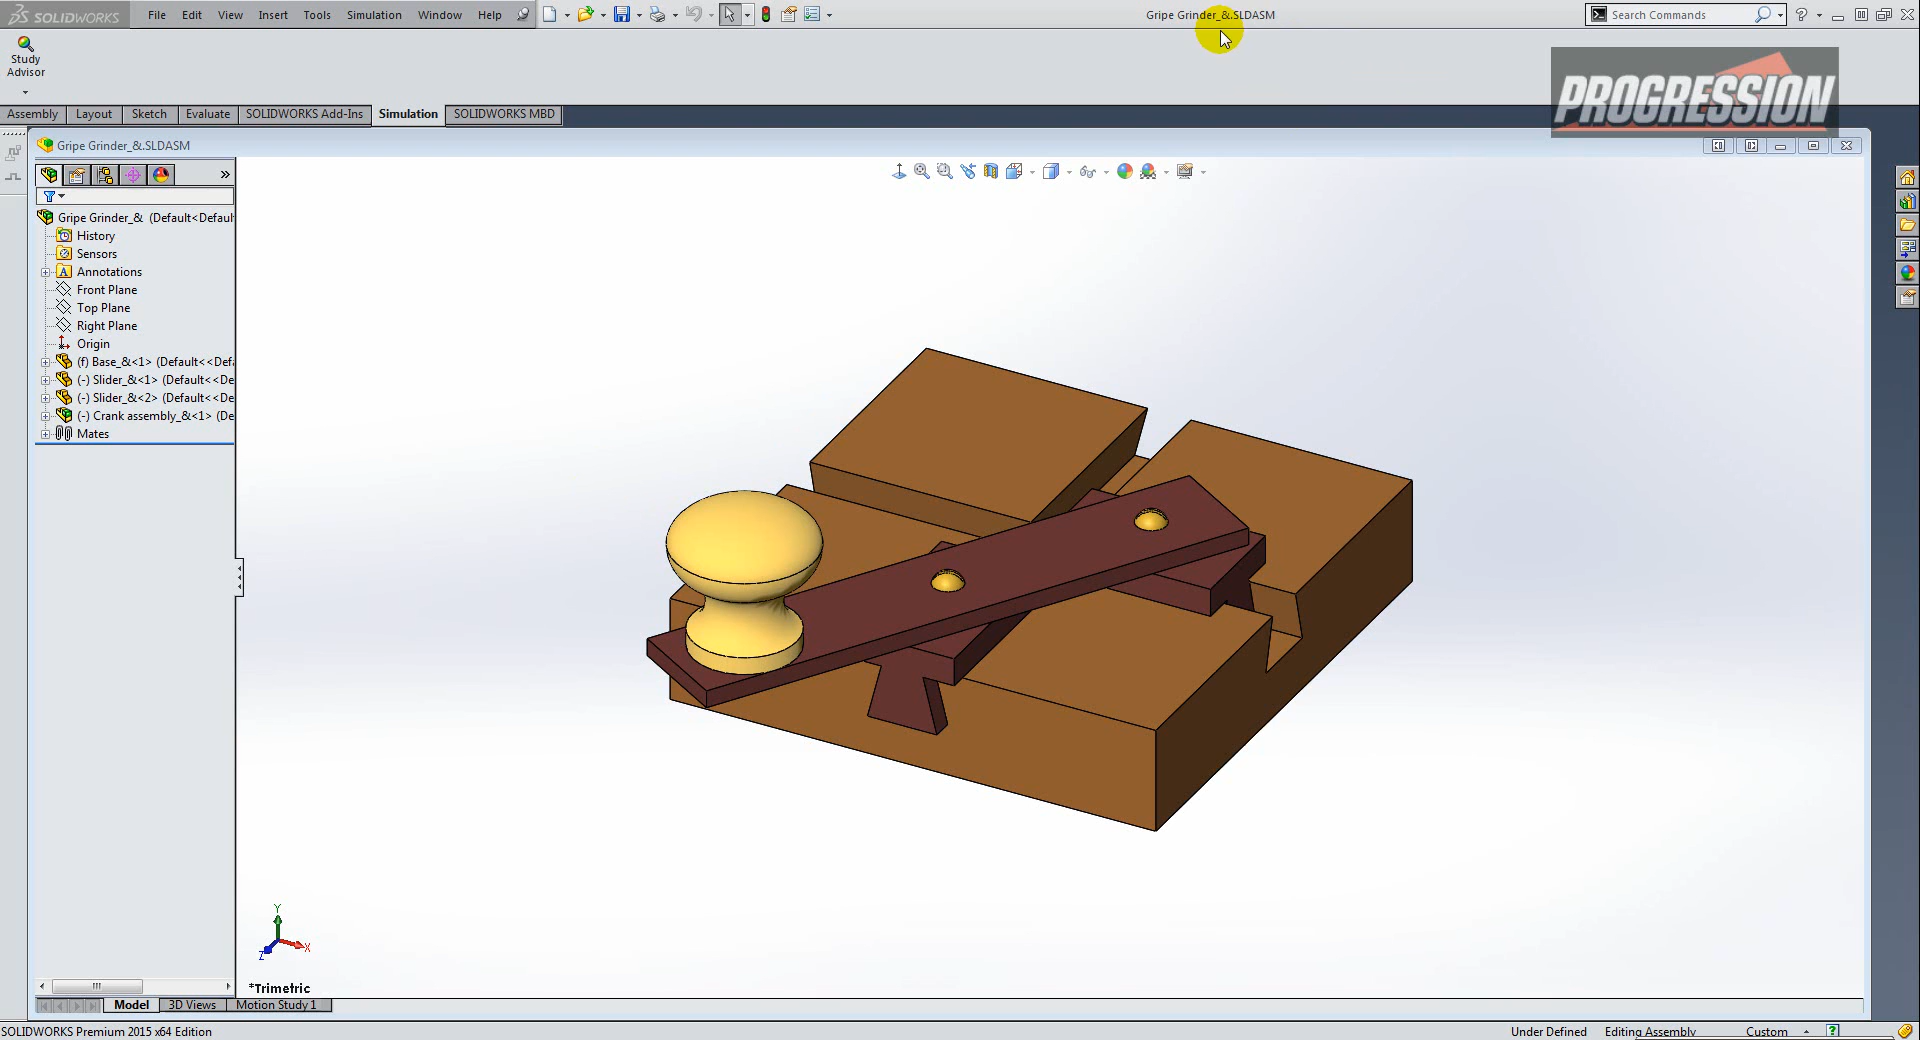 SOLIDWORKS File Edit View Insert Tools Simulation Window Help Gripe Grinder_&.SLDASM Search Commands
Study
Advisor
PROGRESSION
Assembly Layout Sketch Evaluate SOLIDWORKS Add-Ins Simulation SOLIDWORKS MBD
Gripe Grinder_&.SLDASM
Gripe Grinder_& (Default<Defaul
History
Sensors
A Annotations
Front Plane
Top Plane
Right Plane
Origin
(f) Base_&<1> (Default<<Defa
(-) Slider_&<1> (Default<<De
(-) Slider_&<2> (Default<<De
(-) Crank assembly_&<1> (De
Mates
Y
X
Z
*Trimetric
Model 3D Views Motion Study 1
SOLIDWORKS Premium 2015 x64 Edition Under Defined Editing Assembly Custom ?